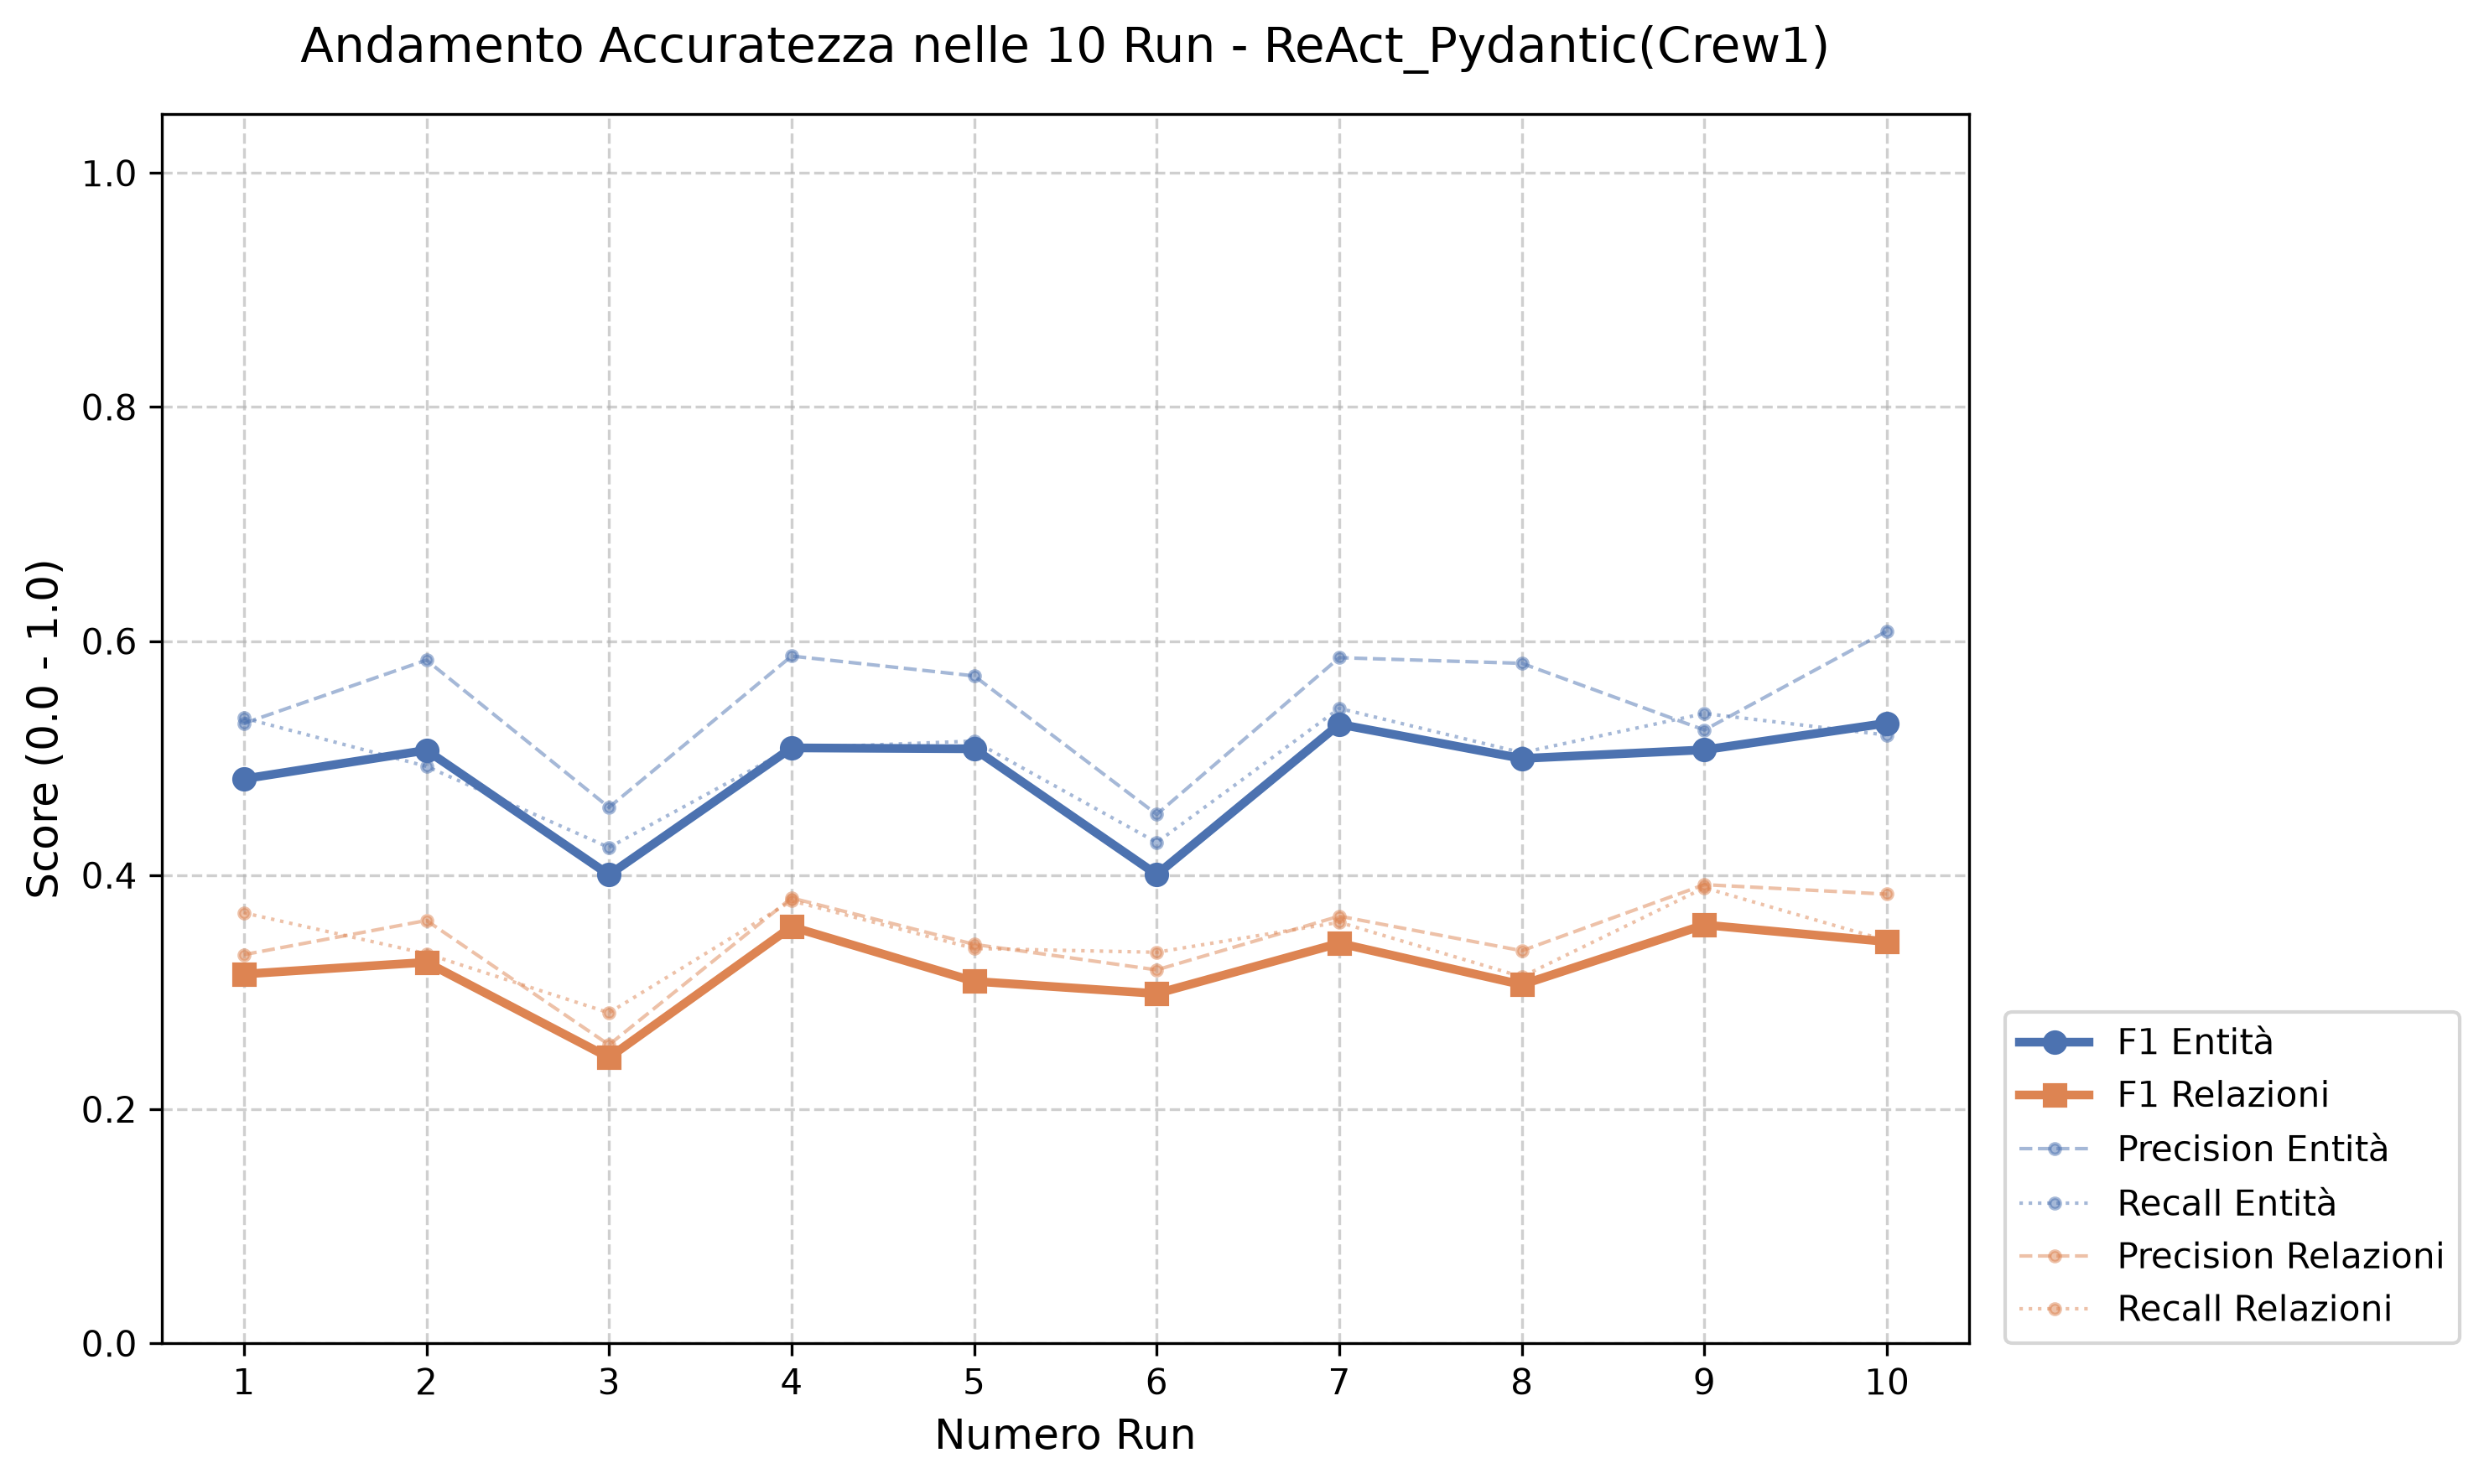 Andamento Accuratezza nelle 10 Run - ReAct_Pydantic(Crew1)
Score (0.0 - 1.0)
1.0
0.8
0.6
0.4
0.2
0.0
1 2 3 4 5 6 7 8 9 10
Numero Run
F1 Entità
F1 Relazioni
Precision Entità
Recall Entità
Precision Relazioni
Recall Relazioni